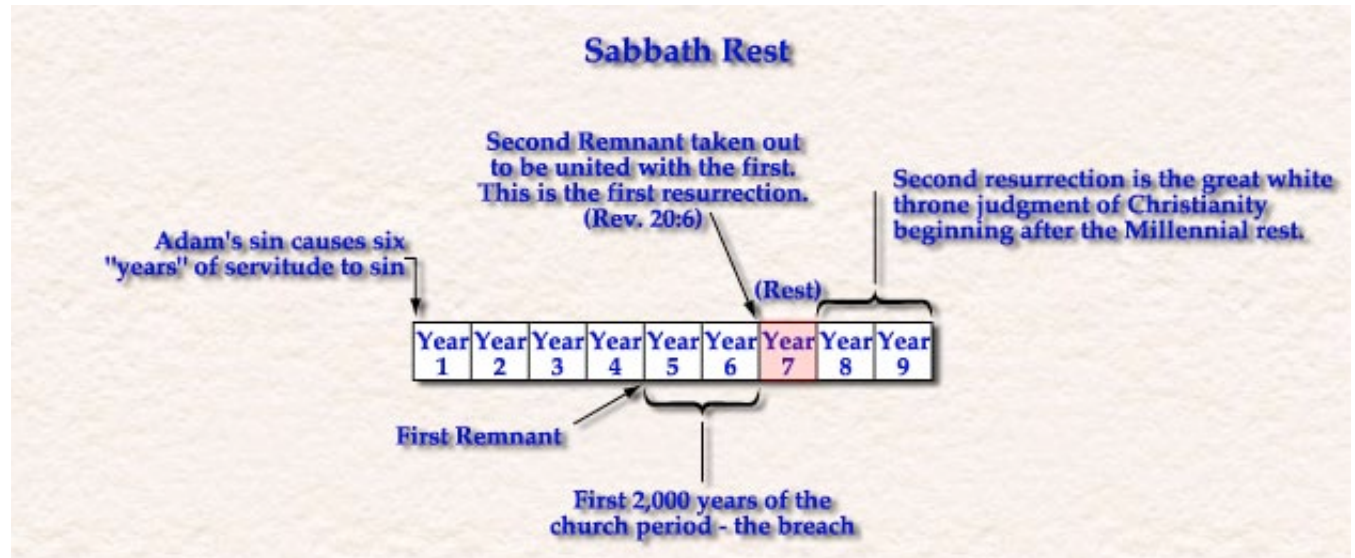 Sabbath Rest
Second Remnant taken out
to be united with the first.
This is the first resurrection.
(Rev. 20:6)
Second resurrection is the great white
throne judgment of Christianity
beginning after the Millennial rest.
Adam's sin causes six
"years" of servitude to sin
(Rest)
Year 1 Year 2 Year 3 Year 4 Year 5 Year 6 Year 7 Year 8 Year 9
First Remnant
First 2,000 years of the
church period - the breach